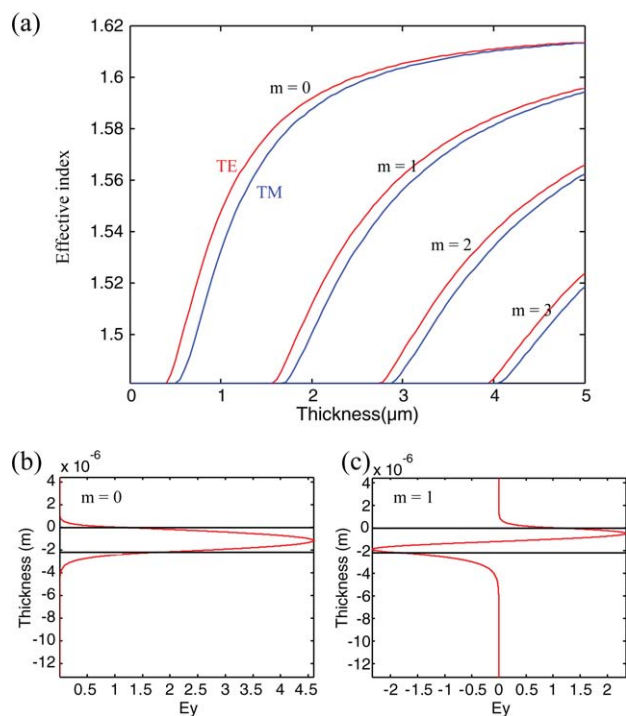 (a)
1.62
1.6
1.58
1.56
1.54
1.52
1.5
Effective index
m = 0
TE
TM
m = 1
m = 2
m = 3
0 1 2 3 4 5
Thickness(μm)
(b)
x 10⁻⁶
m = 0
4
2
0
-2
-4
-6
-8
-10
-12
Thickness (m)
0.5 1 1.5 2 2.5 3 3.5 4 4.5
Ey
(c)
x 10⁻⁶
m = 1
4
2
0
-2
-4
-6
-8
-10
-12
Thickness (m)
-2 -1.5 -1 -0.5 0 0.5 1 1.5 2
Ey